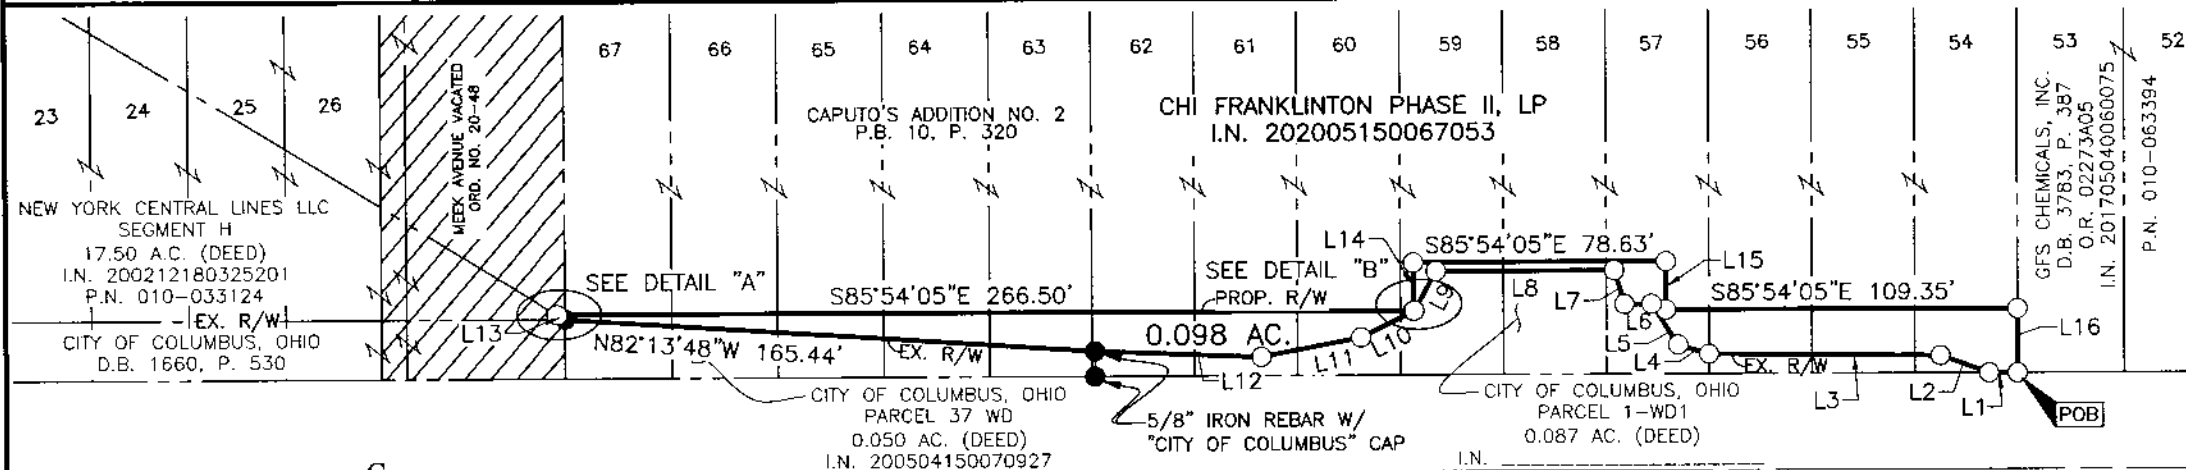 23
24
25
26
67
66
65
64
63
62
61
60
59
58
57
56
55
54
53
52
MEEK AVENUE VACATED
ORD. NO. 20-48
CAPUTO'S ADDITION NO. 2
P.B. 10, P. 320
CHI FRANKLINTON PHASE II, LP
I.N. 202005150067053
GFS CHEMICALS, INC.
D.B. 3783, P. 387
O.R. 02273A05
I.N. 201705040060075
P.N. 010-063394
NEW YORK CENTRAL LINES LLC
SEGMENT H
17.50 A.C. (DEED)
I.N. 200212180325201
P.N. 010-033124
EX. R/W
CITY OF COLUMBUS, OHIO
D.B. 1660, P. 530
SEE DETAIL "A"
S85°54'05"E 266.50'
SEE DETAIL "B"
PROP. R/W
L14
S85°54'05"E 78.63'
L15
L9
L8
L7
L6
S85°54'05"E 109.35'
L16
L13
N82°13'48"W 165.44'
EX. R/W
0.098 AC.
L12
L11
L10
L5
L4
EX. R/W
L3
L2
L1
POB
CITY OF COLUMBUS, OHIO
PARCEL 37 WD
0.050 AC. (DEED)
I.N. 200504150070927
5/8" IRON REBAR W/
"CITY OF COLUMBUS" CAP
CITY OF COLUMBUS, OHIO
PARCEL 1-WD1
0.087 AC. (DEED)
I.N.